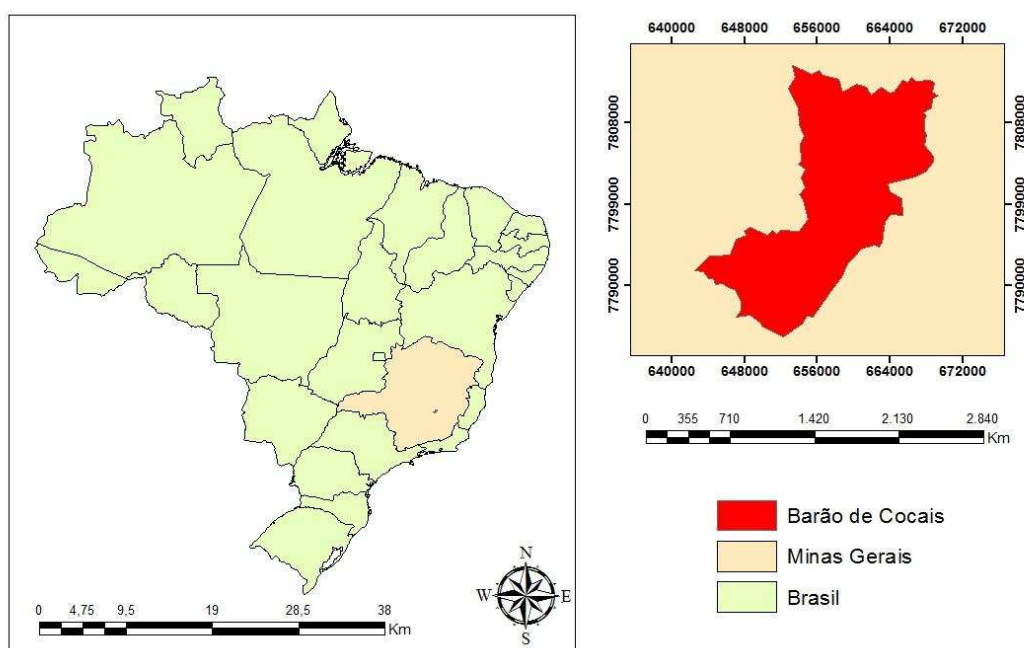 640000 648000 656000 664000 672000
7808000 7808000
7799000 7799000
7790000 7790000
640000 648000 656000 664000 672000
0 355 710 1.420 2.130 2.840
Km
Barão de Cocais
Minas Gerais
Brasil
N
W E
S
0 4,75 9,5 19 28,5 38
Km